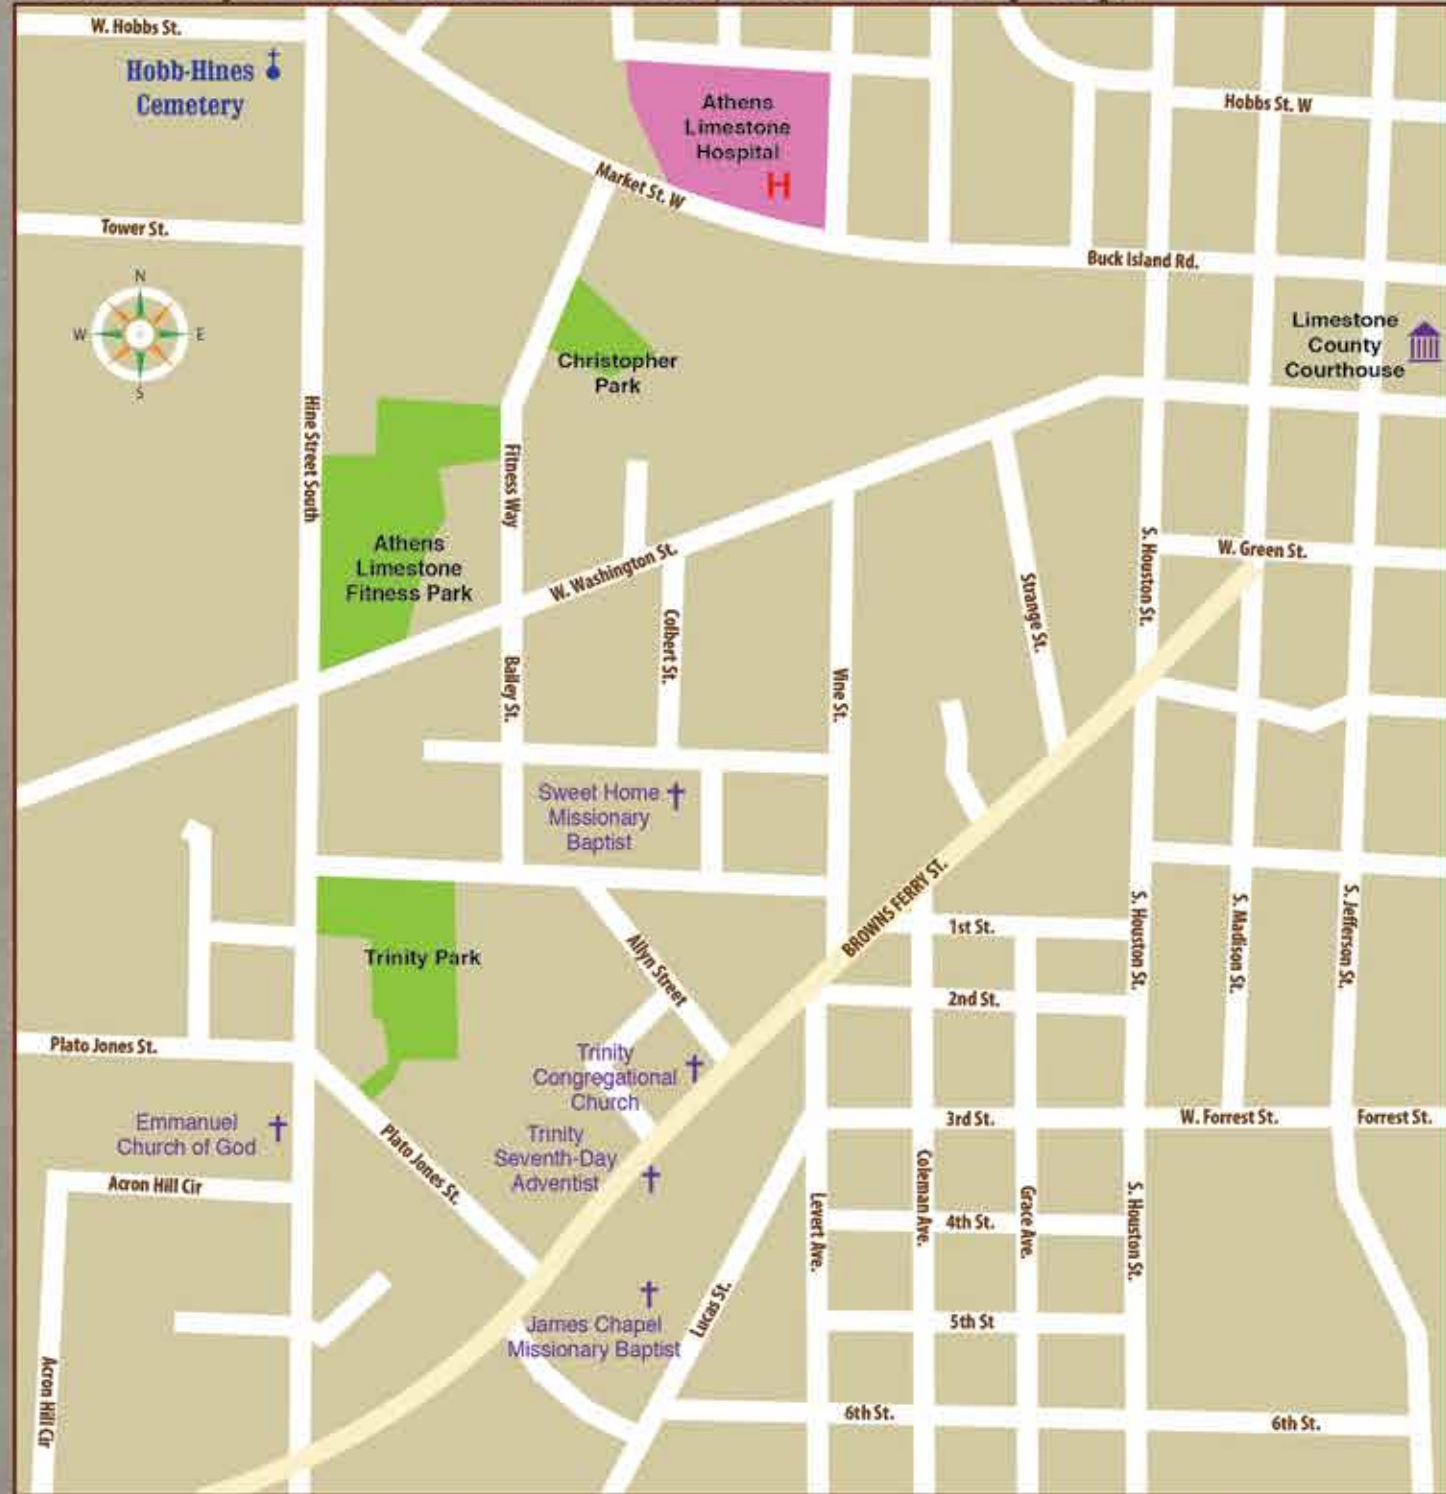 W. Hobbs St.
Hobb-Hines
Cemetery
Athens
Limestone
Hospital
H
Hobbs St. W
Market St. W
Tower St.
Buck Island Rd.
N
W
E
S
Limestone
County
Courthouse
Christopher
Park
Hine Street South
Fitness Way
Athens
Limestone
Fitness Park
W. Washington St.
Colbert St.
Bailey St.
Vine St.
Strange St.
S. Houston St.
W. Green St.
Sweet Home
Missionary
Baptist
BROWNS FERRY ST.
Trinity Park
Allyn Street
1st St.
S. Houston St.
S. Madison St.
S. Jefferson St.
2nd St.
Plato Jones St.
Trinity
Congregational
Church
Emmanuel
Church of God
Plato Jones St.
Trinity
Seventh-Day
Adventist
3rd St.
W. Forrest St.
Forrest St.
Acron Hill Cir
Levert Ave.
Coleman Ave.
Grace Ave.
S. Houston St.
4th St.
Lucas St.
James Chapel
Missionary Baptist
5th St
Acron Hill Cir
6th St.
6th St.